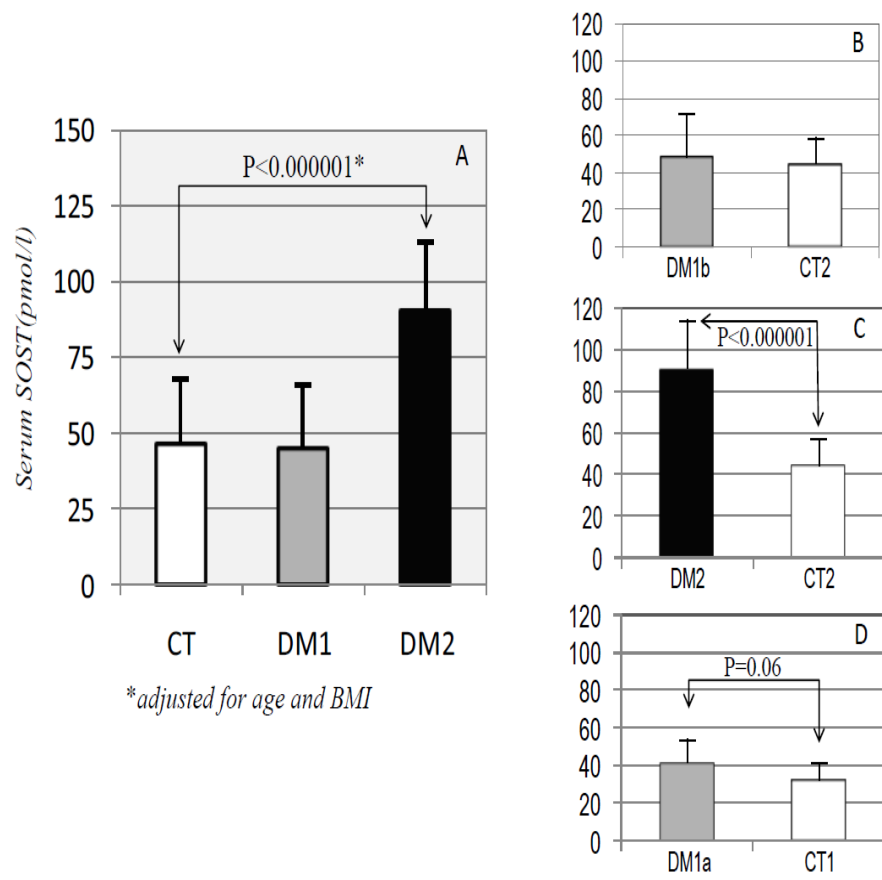 A
150
125
100
75
50
25
0
Serum SOST(pmol/l)
P<0.000001*
CT DM1 DM2
*adjusted for age and BMI
B
120
100
80
60
40
20
0
DM1b CT2
C
120
100
80
60
40
20
0
P<0.000001
DM2 CT2
D
120
100
80
60
40
20
0
P=0.06
DM1a CT1